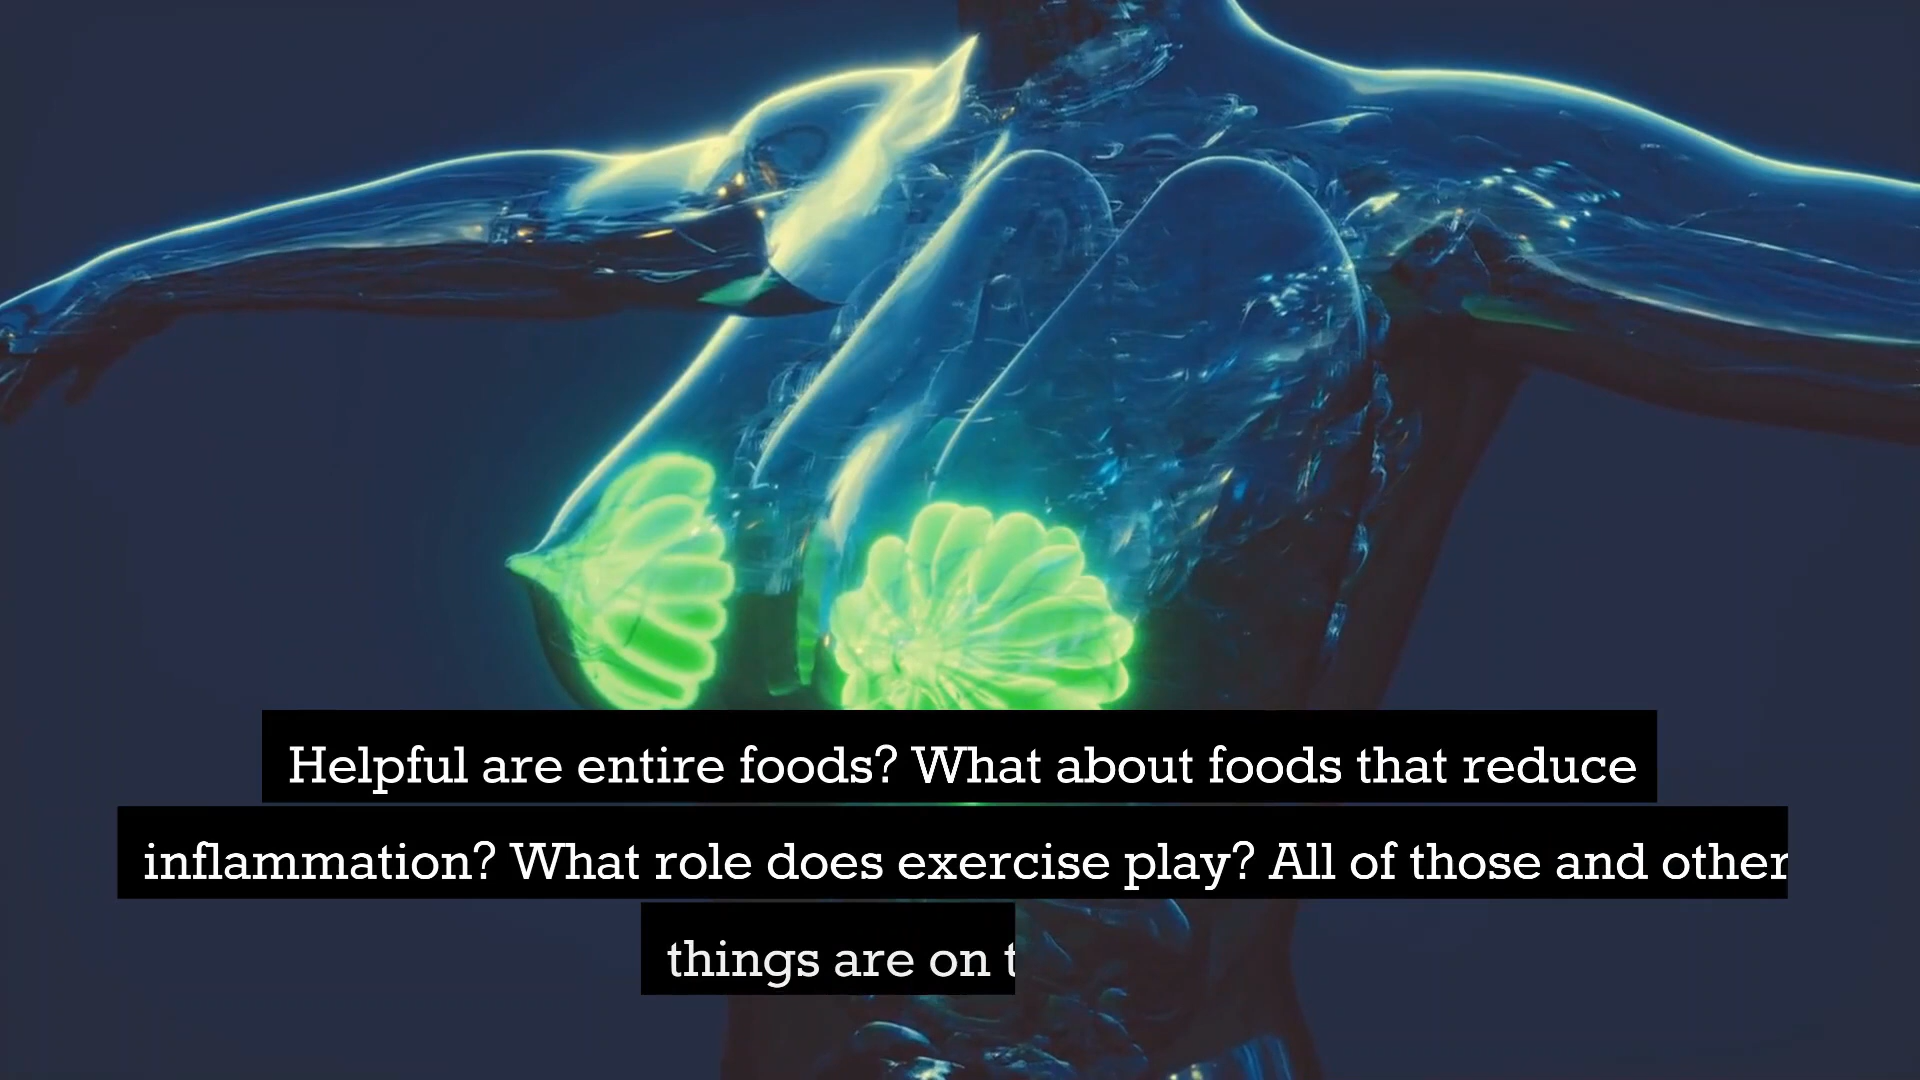 Helpful are entire foods? What about foods that reduce
inflammation? What role does exercise play? All of those and other
things are on t